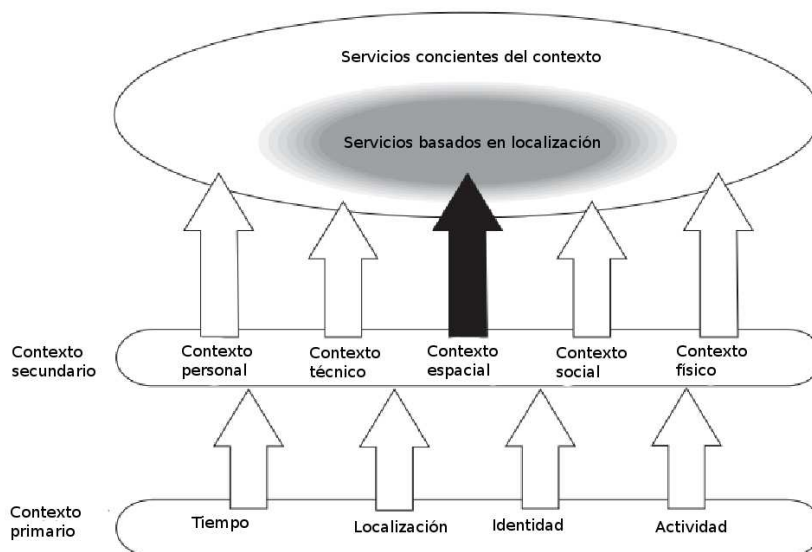 Servicios concientes del contexto
Servicios basados en localización
Contexto
secundario
Contexto
personal
Contexto
técnico
Contexto
espacial
Contexto
social
Contexto
físico
Contexto
primario
Tiempo
Localización
Identidad
Actividad